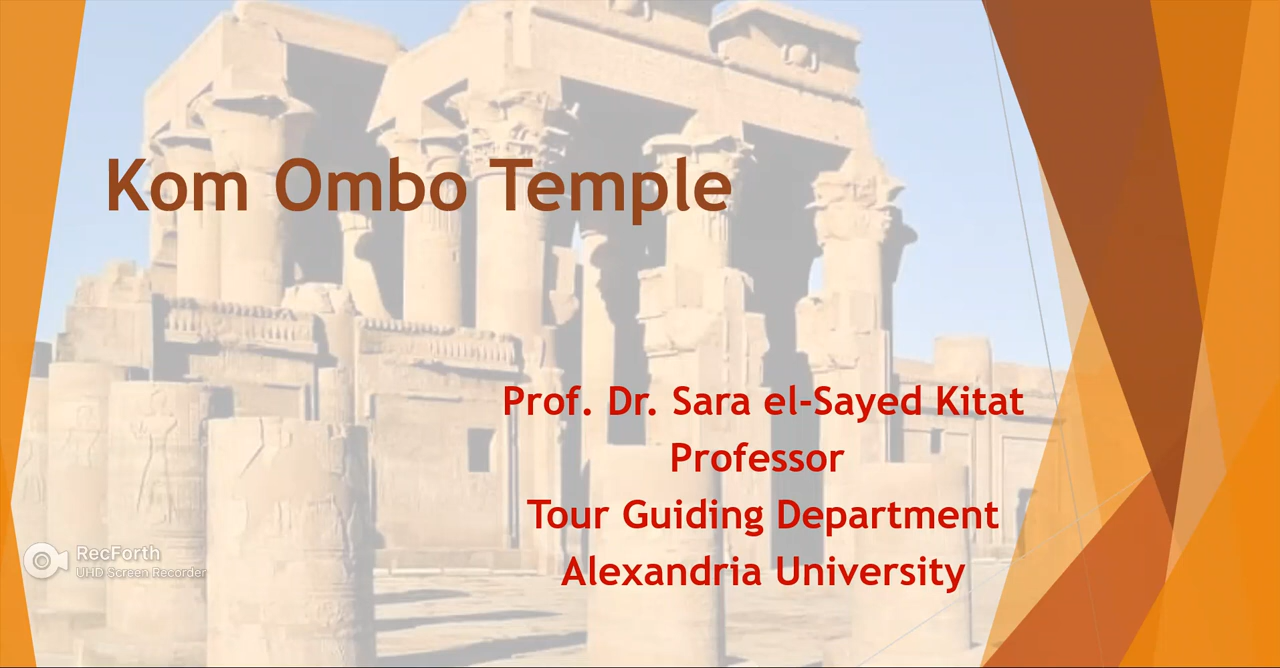 Kom Ombo Temple
Prof. Dr. Sara el-Sayed Kitat
Professor
Tour Guiding Department
Alexandria University
RecForth
UHD Screen Recorder